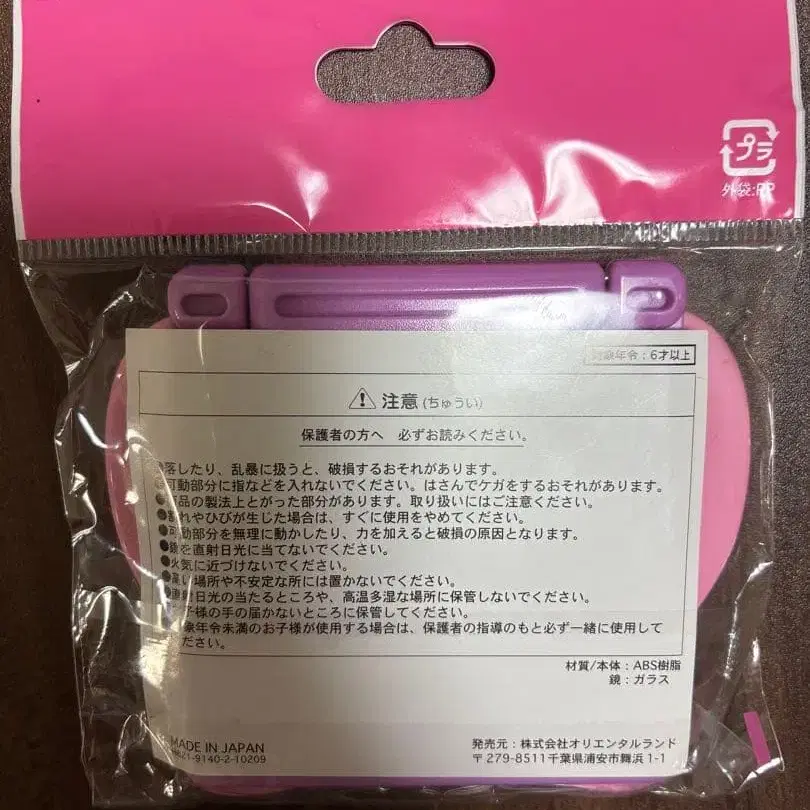 プラ
外袋:PP
対象年令：6才以上
注意(ちゅうい)
保護者の方へ 必ずお読みください。
落したり、乱暴に扱うと、破損するおそれがあります。
●可動部分に指などを入れないでください。はさんでケガをするおそれがあります。
●製品の製法上とがった部分があります。取り扱いにはご注意ください。
●割れやひびが生じた場合は、すぐに使用をやめてください。
●可動部分を無理に動かしたり、力を加えると破損の原因となります。
●鏡を直射日光に当てないでください。
●火気に近づけないでください。
●高い場所や不安定な所には置かないでください。
●直射日光の当たるところや、高温多湿な場所に保管しないでください。
子様の手の届かないところに保管してください。
象年令未満のお子様が使用する場合は、保護者の指導のもと必ず一緒に使用して
ださい。
材質/本体：ABS樹脂
鏡：ガラス
MADE IN JAPAN
-9140-2-10209
発売元：株式会社オリエンタルランド
〒279-8511千葉県浦安市舞浜1-1